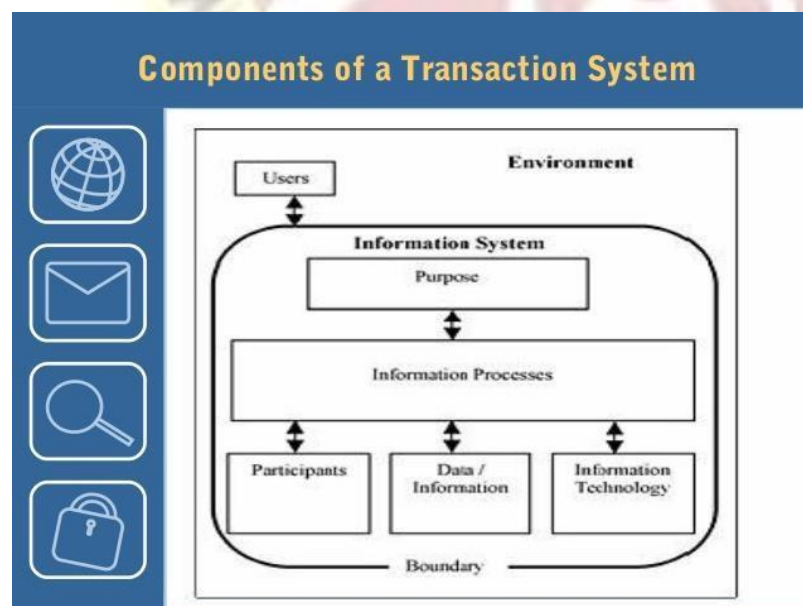 Components of a Transaction System
Environment
Users
Information System
Purpose
Information Processes
Participants
Data /
Information
Information
Technology
Boundary